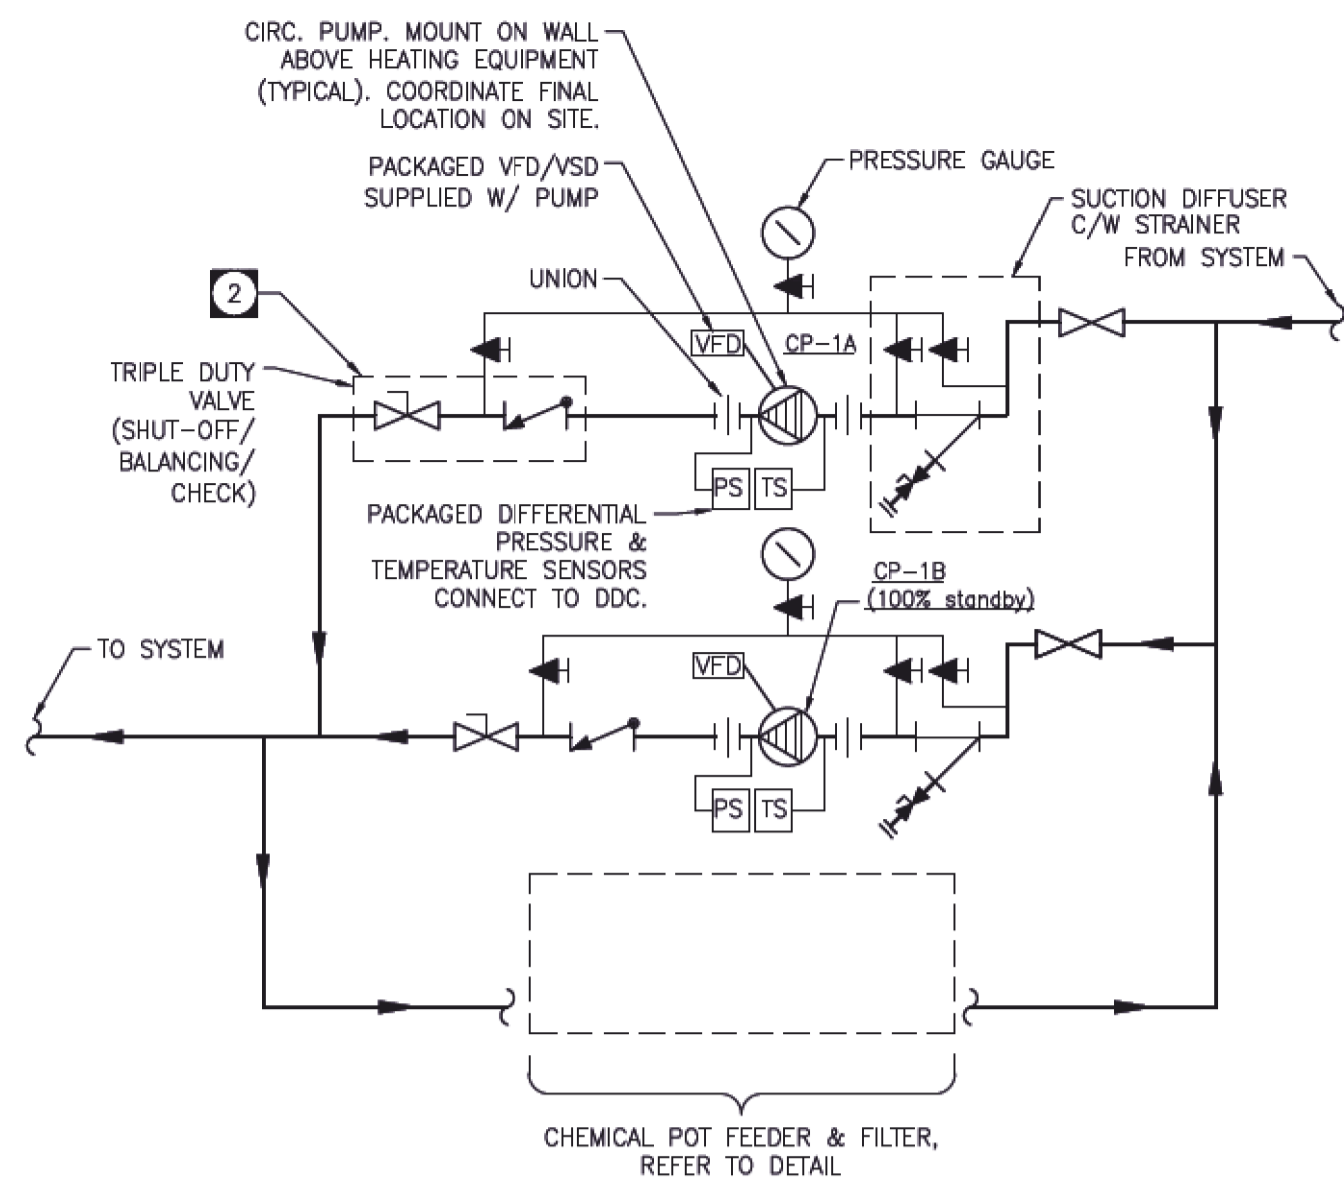 CIRC. PUMP. MOUNT ON WALL
ABOVE HEATING EQUIPMENT
(TYPICAL). COORDINATE FINAL
LOCATION ON SITE.
PACKAGED VFD/VSD
SUPPLIED W/ PUMP
PRESSURE GAUGE
SUCTION DIFFUSER
C/W STRAINER
FROM SYSTEM
UNION
2
VFD
CP-1A
TRIPLE DUTY
VALVE
(SHUT-OFF/
BALANCING/
CHECK)
PS
TS
PACKAGED DIFFERENTIAL
PRESSURE &
TEMPERATURE SENSORS
CONNECT TO DDC.
CP-1B
(100% standby)
TO SYSTEM
VFD
PS
TS
CHEMICAL POT FEEDER & FILTER,
REFER TO DETAIL